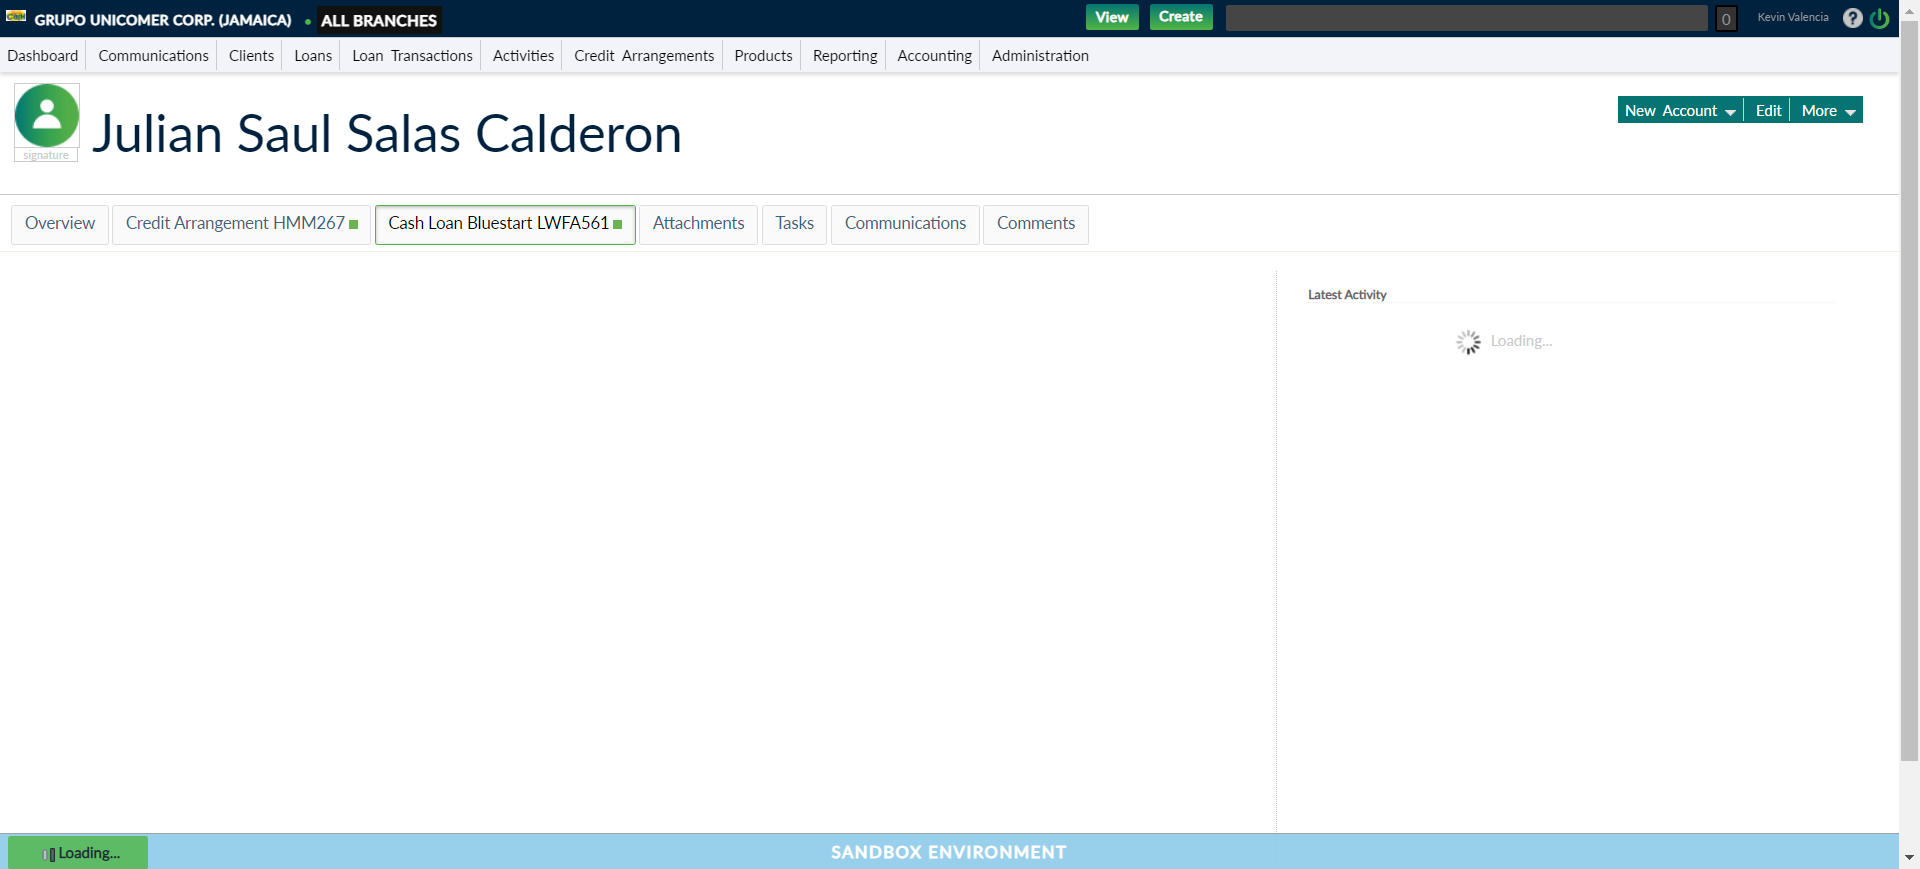 GRUPO UNICOMER CORP. (JAMAICA) • ALL BRANCHES View Create 0 Kevin Valencia ?
Dashboard Communications Clients Loans Loan Transactions Activities Credit Arrangements Products Reporting Accounting Administration
signature
Julian Saul Salas Calderon
New Account Edit More
Overview Credit Arrangement HMM267 Cash Loan Bluestart LWFA561 Attachments Tasks Communications Comments
Latest Activity
Loading...
Loading... SANDBOX ENVIRONMENT